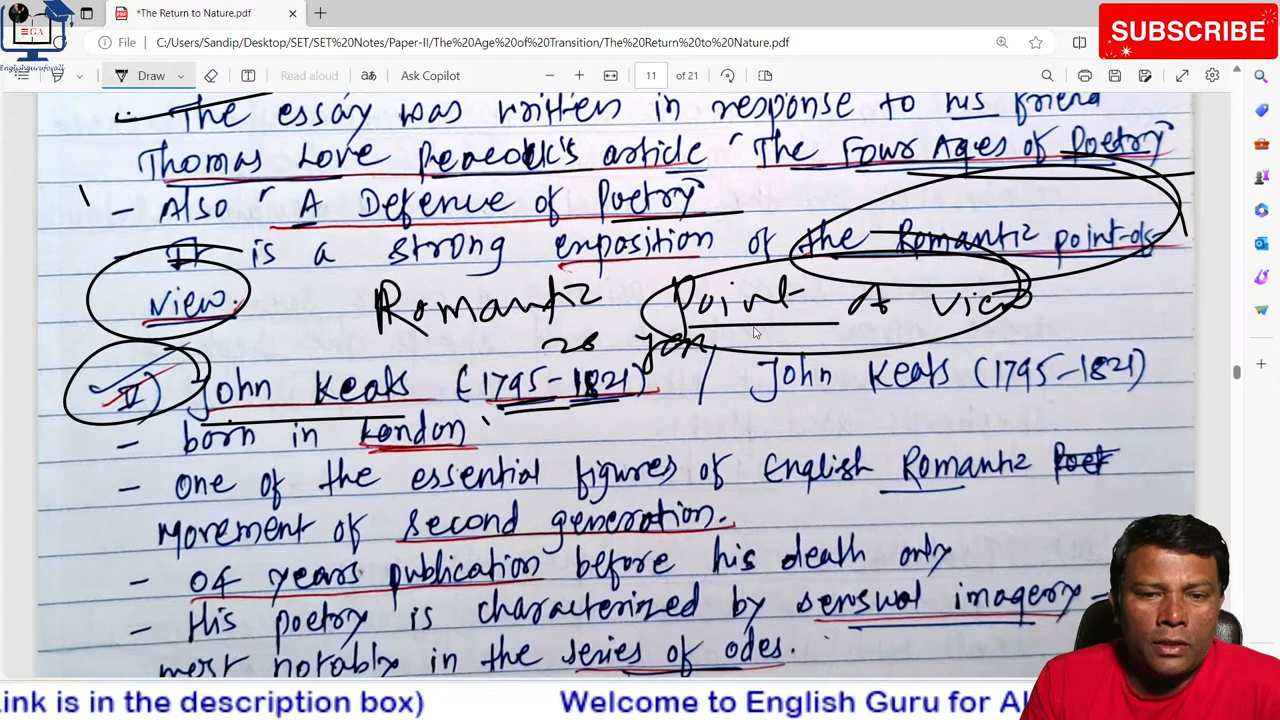 *The Return to Nature.pdf
SUBSCRIBE
EGA
Englishguruforall
File
C:/Users/Sandip/Desktop/SET/SET%20Notes/Paper-II/The%20Age%20of%20Transition/The%20Return%20to%20Nature.pdf
Draw
Read aloud
Ask Copilot
11 of 21
- The essay was written in response to his friend
Thomas Love Peacock's article "The Four Ages of Poetry"
- Also "A Defence of Poetry"
- It is a strong exposition of the Romantic point-of-
view.
Romantic Point of View
26 year
II) John Keats (1795-1821) / John Keats (1795-1821)
- born in London
- One of the essential figures of English Romantic
Movement of second generation.
- 04 years publication before his death only
- His poetry is characterized by sensual imagery -
most notably in the series of odes.
Link is in the description box)
Welcome to English Guru for Al